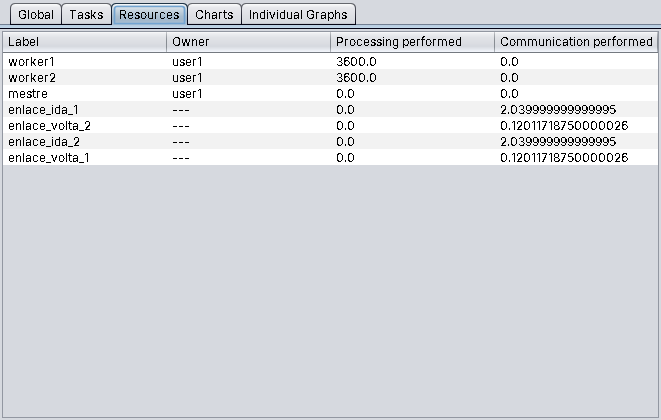 Global Tasks Resources Charts Individual Graphs
Label Owner Processing performed Communication performed
worker1 user1 3600.0 0.0
worker2 user1 3600.0 0.0
mestre user1 0.0 0.0
enlace_ida_1 --- 0.0 2.039999999999995
enlace_volta_2 --- 0.0 0.12011718750000026
enlace_ida_2 --- 0.0 2.039999999999995
enlace_volta_1 --- 0.0 0.12011718750000026